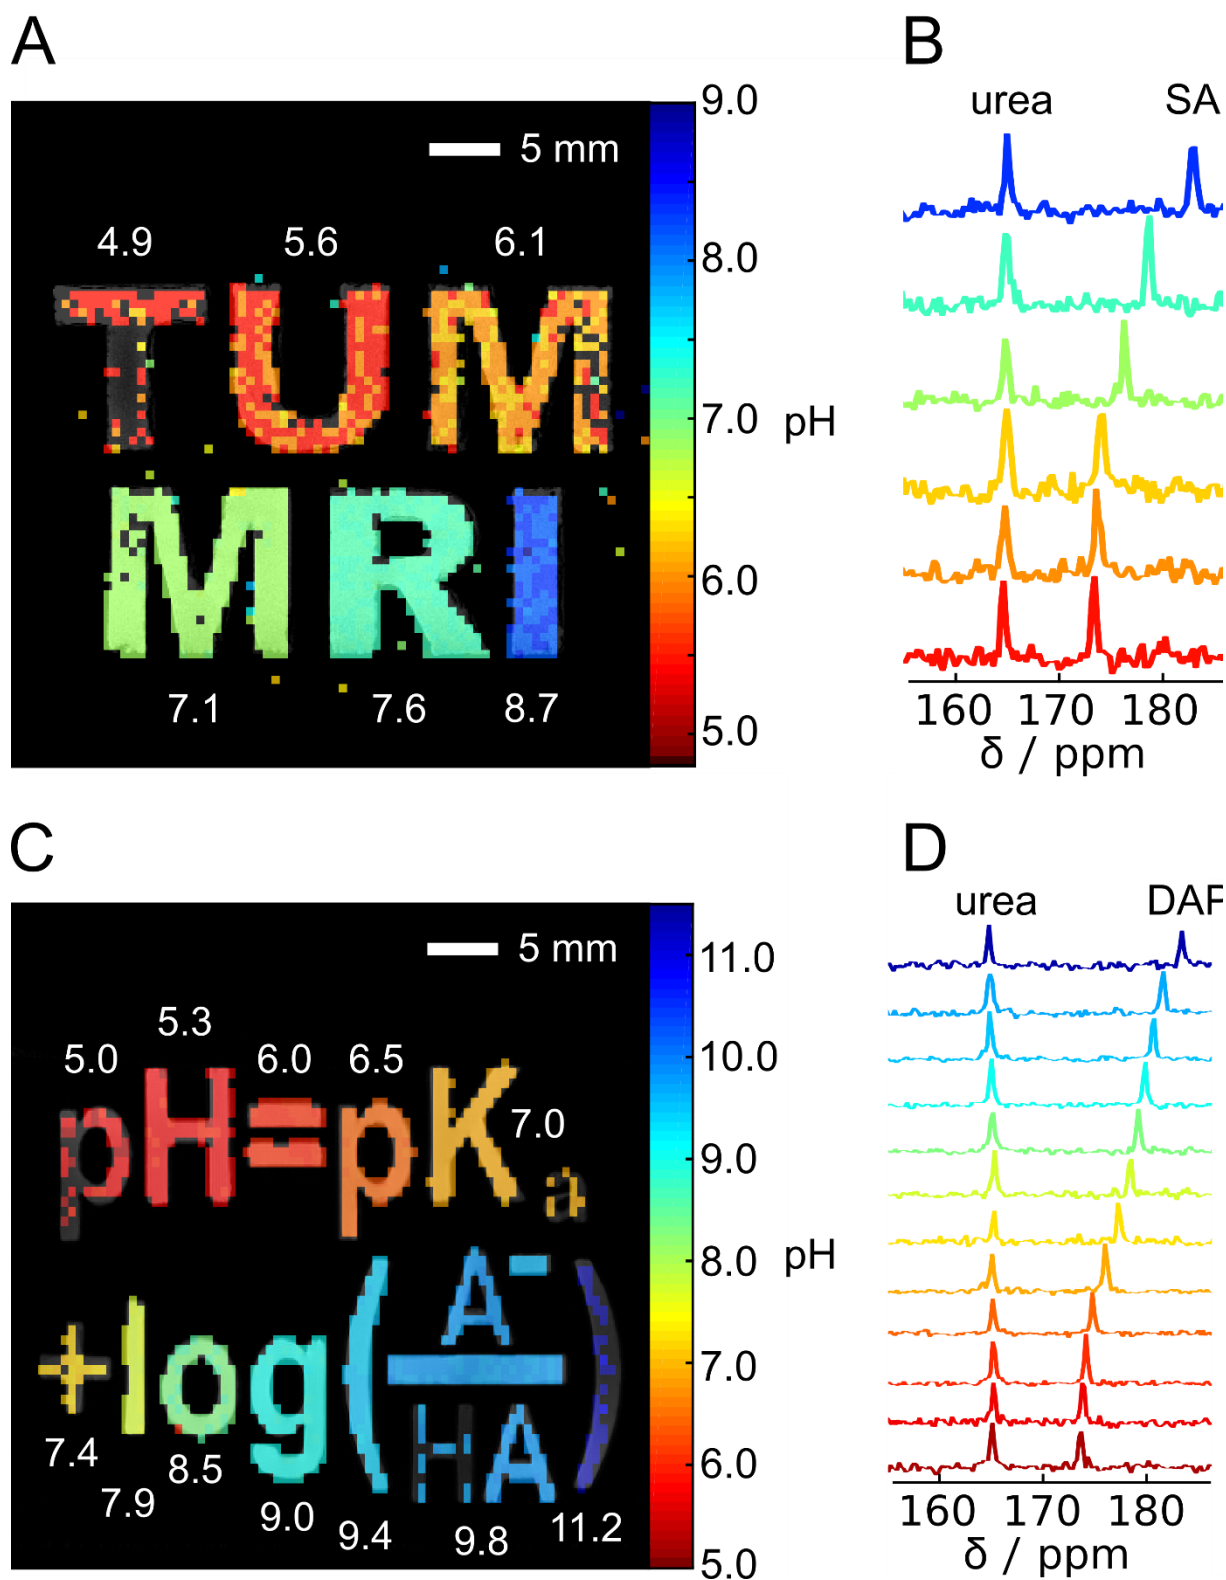 A
B
urea SA
9.0
5 mm
8.0
4.9 5.6 6.1
TUM
7.0 pH
MRI
6.0
7.1 7.6 8.7
5.0
160 170 180
δ / ppm
C
D
urea DAP
5 mm
11.0
10.0
5.3
5.0 6.0 6.5
pH=pKa
7.0
9.0
8.0 pH
+log(A⁻/HA)
7.0
7.4 8.5
7.9 9.0 9.4 9.8 11.2
6.0
5.0
160 170 180
δ / ppm